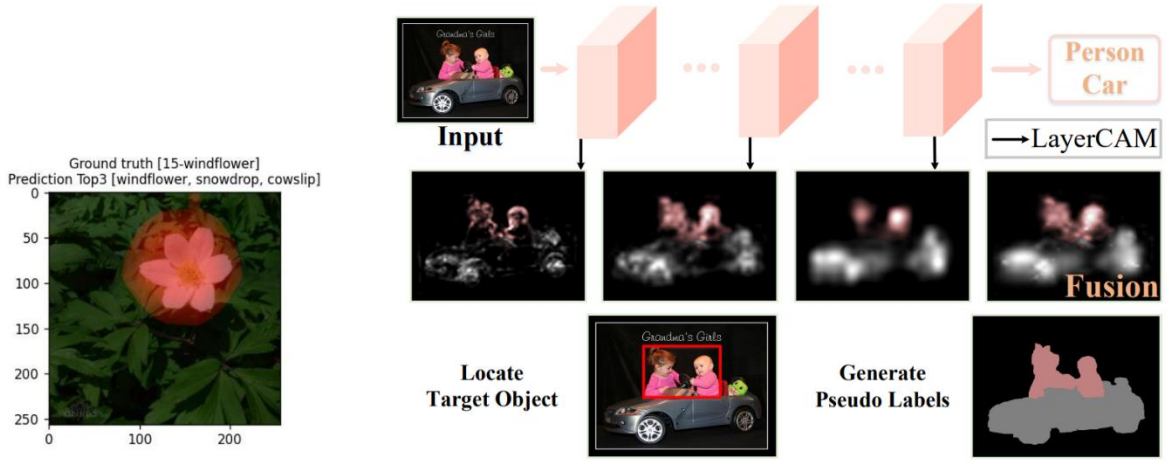 Ground truth [15-windflower]
Prediction Top3 [windflower, snowdrop, cowslip]
0
50
100
150
200
250
0
100
200
Grandma's Girls
Input
Person
Car
LayerCAM
Fusion
Locate
Target Object
Grandma's Girls
Generate
Pseudo Labels